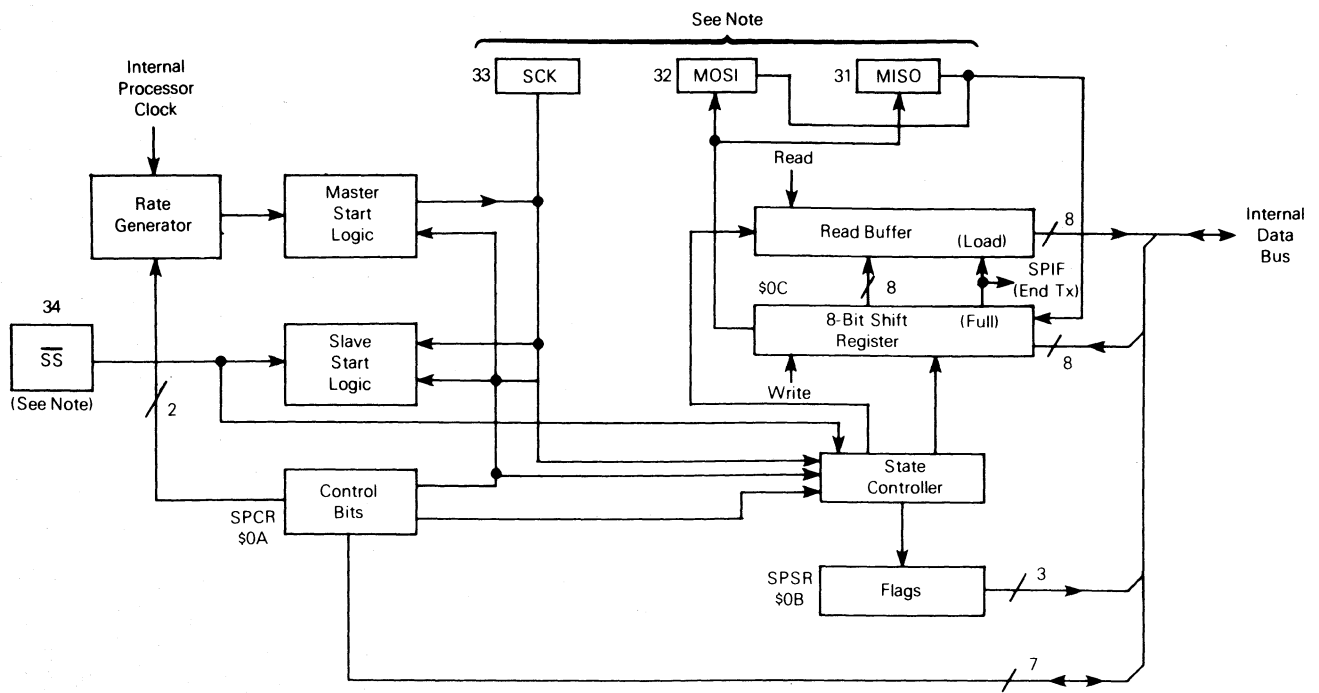 See Note
33 SCK
32 MOSI
31 MISO
Internal
Processor
Clock
Read
Rate
Generator
Master
Start
Logic
Read Buffer
(Load)
8
Internal
Data
Bus
SPIF
(End Tx)
$0C
8
8-Bit Shift
Register
(Full)
8
Write
34
SS
(See Note)
Slave
Start
Logic
2
State
Controller
Control
Bits
SPCR
$0A
SPSR
$0B
Flags
3
7